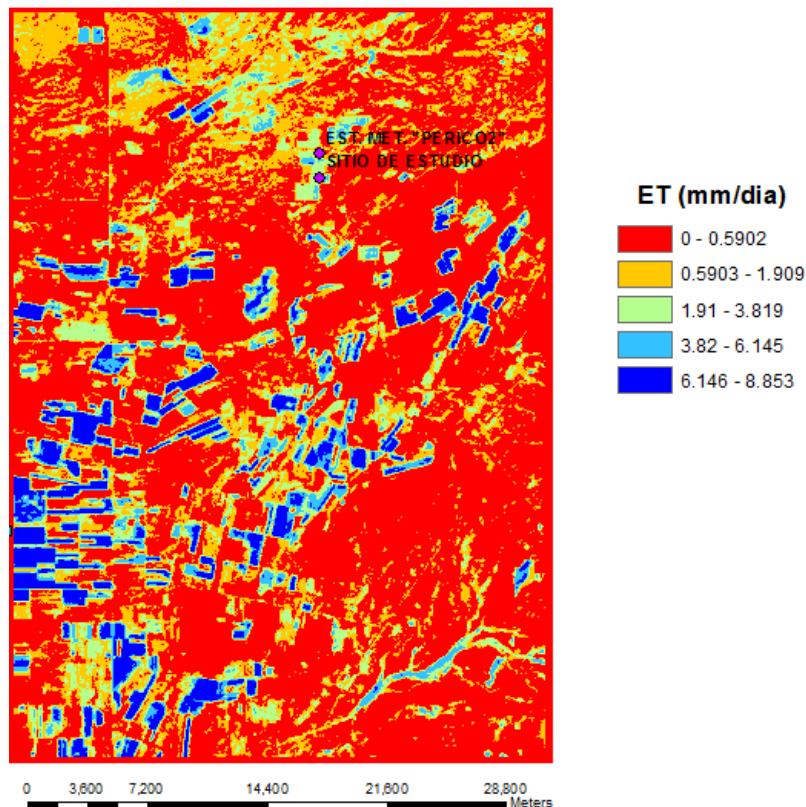 EST. MET. "PERICO2"
SITIO DE ESTUDIO
ET (mm/dia)
0 - 0.5902
0.5903 - 1.909
1.91 - 3.819
3.82 - 6.145
6.146 - 8.853
0 3,600 7,200 14,400 21,600 28,800
Meters